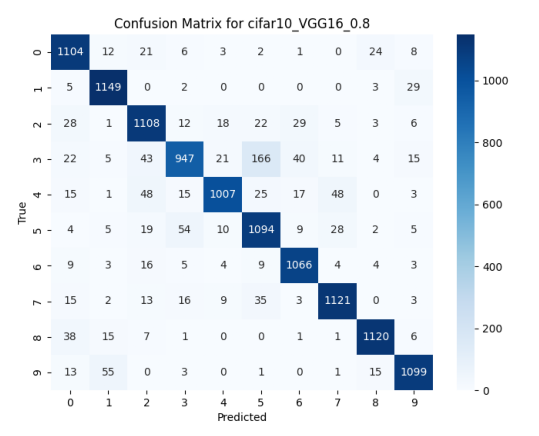 Confusion Matrix for cifar10_VGG16_0.8
0 1104 12 21 6 3 2 1 0 24 8
1 5 1149 0 2 0 0 0 0 3 29
2 28 1 1108 12 18 22 29 5 3 6
3 22 5 43 947 21 166 40 11 4 15
4 15 1 48 15 1007 25 17 48 0 3
5 4 5 19 54 10 1094 9 28 2 5
6 9 3 16 5 4 9 1066 4 4 3
7 15 2 13 16 9 35 3 1121 0 3
8 38 15 7 1 0 0 1 1 1120 6
9 13 55 0 3 0 1 0 1 15 1099
0 1 2 3 4 5 6 7 8 9
True
Predicted
1000
800
600
400
200
0